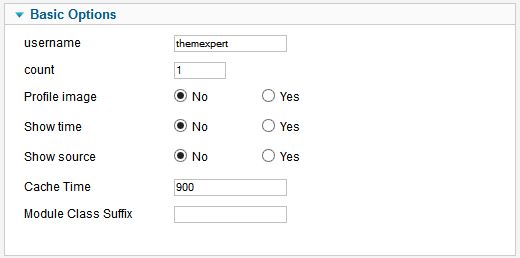 Basic Options
username themexpert
count 1
Profile image No Yes
Show time No Yes
Show source No Yes
Cache Time 900
Module Class Suffix